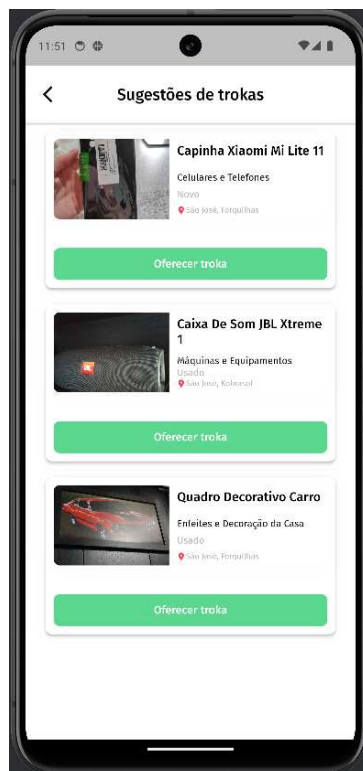 11:51
Sugestões de trokas
Capinha Xiaomi Mi Lite 11
Celulares e Telefones
Novo
São José, Forquilhas
Oferecer troka
Caixa De Som JBL Xtreme
1
Máquinas e Equipamentos
Usado
São José, Kobrasol
Oferecer troka
Quadro Decorativo Carro
Enfeites e Decoração da Casa
Usado
São José, Forquilhas
Oferecer troka